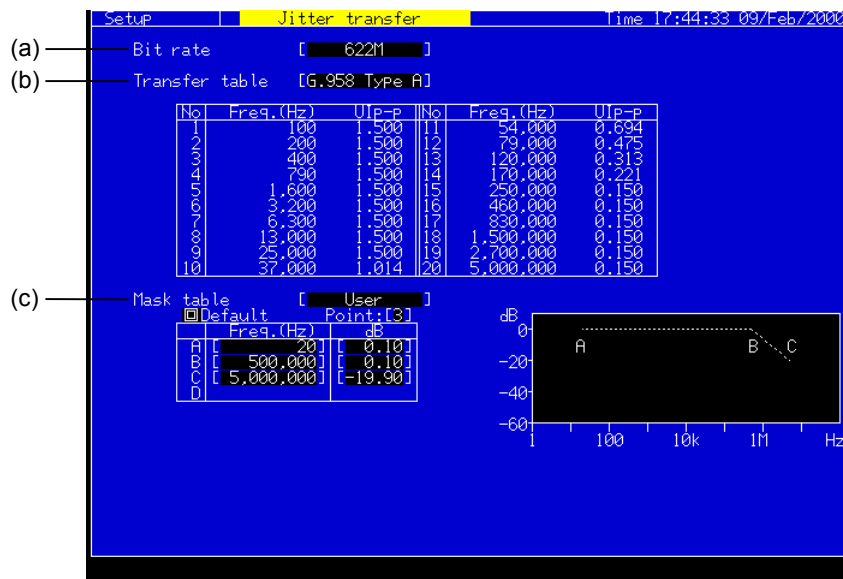 Setup Jitter transfer Time 17:44:33 09/Feb/2000
(a) Bit rate [ 622M ]
(b) Transfer table [G.958 Type A]
No Freq.(Hz) UIp-p No Freq.(Hz) UIp-p
1 100 1.500 11 54,000 0.694
2 200 1.500 12 79,000 0.475
3 400 1.500 13 120,000 0.313
4 790 1.500 14 170,000 0.221
5 1,600 1.500 15 250,000 0.150
6 3,200 1.500 16 460,000 0.150
7 6,300 1.500 17 830,000 0.150
8 13,000 1.500 18 1,500,000 0.150
9 25,000 1.500 19 2,700,000 0.150
10 37,000 1.014 20 5,000,000 0.150
(c) Mask table [ User ]
Default Point:[3]
Freq.(Hz) dB
A [ 20] [ 0.10]
B [ 500,000] [ 0.10]
C [ 5,000,000] [-19.90]
D
dB
0
A B C
-20
-40
-60
1 100 10k 1M Hz